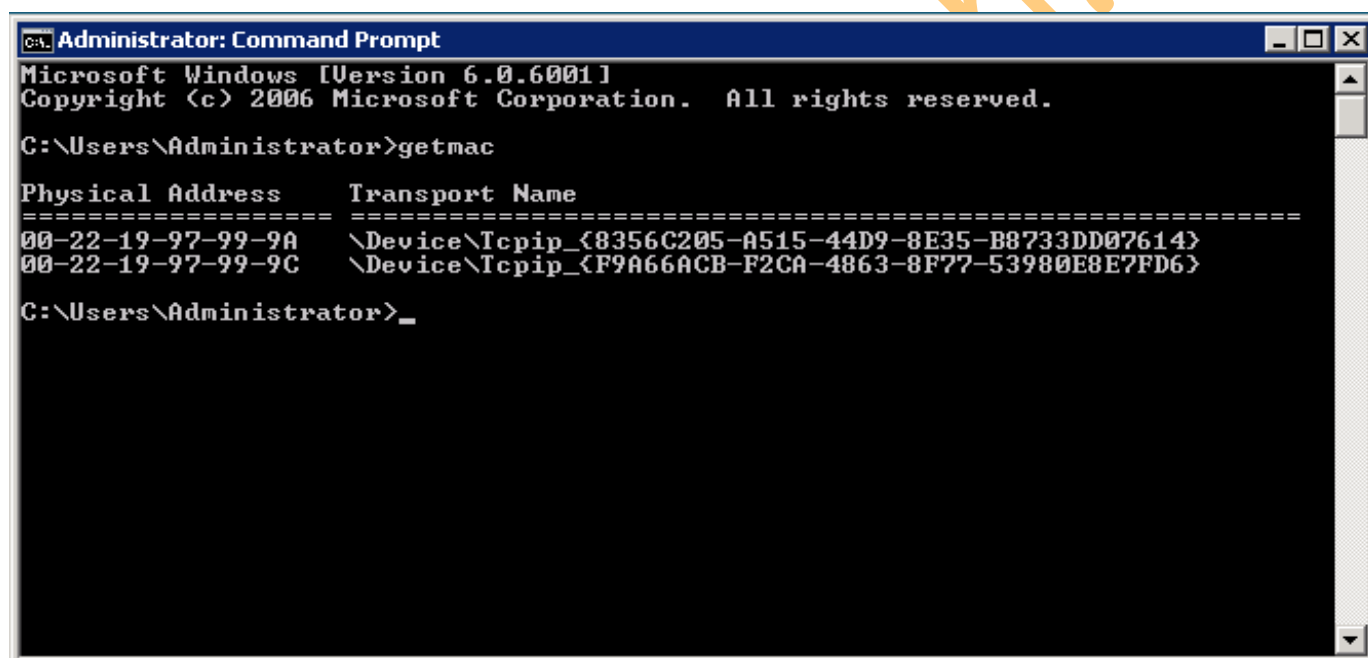 Administrator: Command Prompt
Microsoft Windows [Version 6.0.6001]
Copyright (c) 2006 Microsoft Corporation.  All rights reserved.
C:\Users\Administrator>getmac
Physical Address    Transport Name
=================== ==========================================================
00-22-19-97-99-9A   \Device\Tcpip_{8356C205-A515-44D9-8E35-B8733DD07614}
00-22-19-97-99-9C   \Device\Tcpip_{F9A66ACB-F2CA-4863-8F77-53980E8E7FD6}
C:\Users\Administrator>_